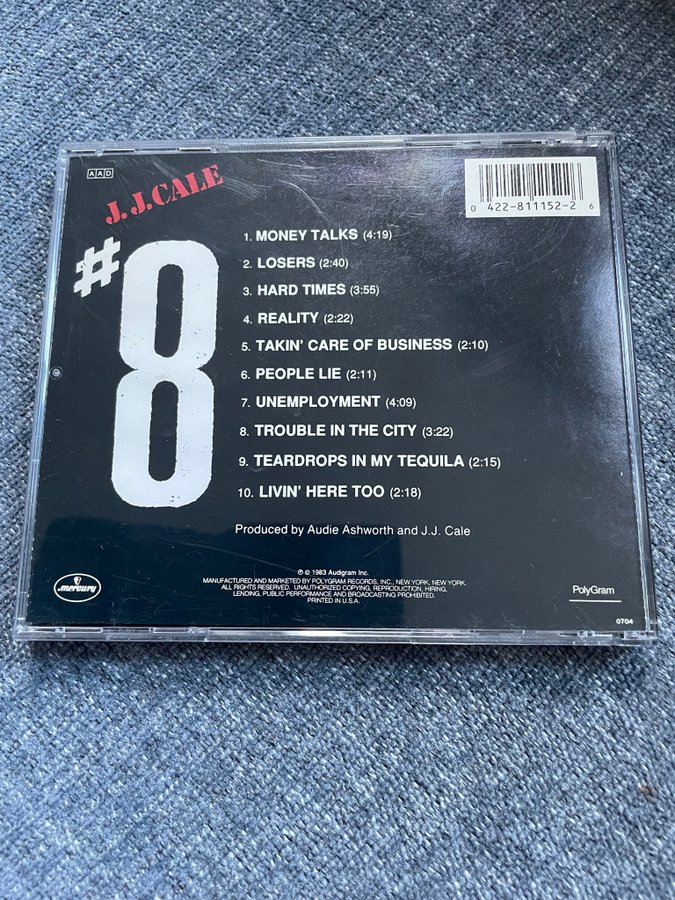 AAD
J.J.CALE
#8
0 422-811152-2 6
1. MONEY TALKS (4:19)
2. LOSERS (2:40)
3. HARD TIMES (3:55)
4. REALITY (2:22)
5. TAKIN' CARE OF BUSINESS (2:10)
6. PEOPLE LIE (2:11)
7. UNEMPLOYMENT (4:09)
8. TROUBLE IN THE CITY (3:22)
9. TEARDROPS IN MY TEQUILA (2:15)
10. LIVIN' HERE TOO (2:18)
Produced by Audie Ashworth and J.J. Cale
℗ © 1983 Audigram Inc.
MANUFACTURED AND MARKETED BY POLYGRAM RECORDS, INC., NEW YORK, NEW YORK.
ALL RIGHTS RESERVED. UNAUTHORIZED COPYING, REPRODUCTION, HIRING,
LENDING, PUBLIC PERFORMANCE AND BROADCASTING PROHIBITED.
PRINTED IN U.S.A.
mercury
PolyGram
0704